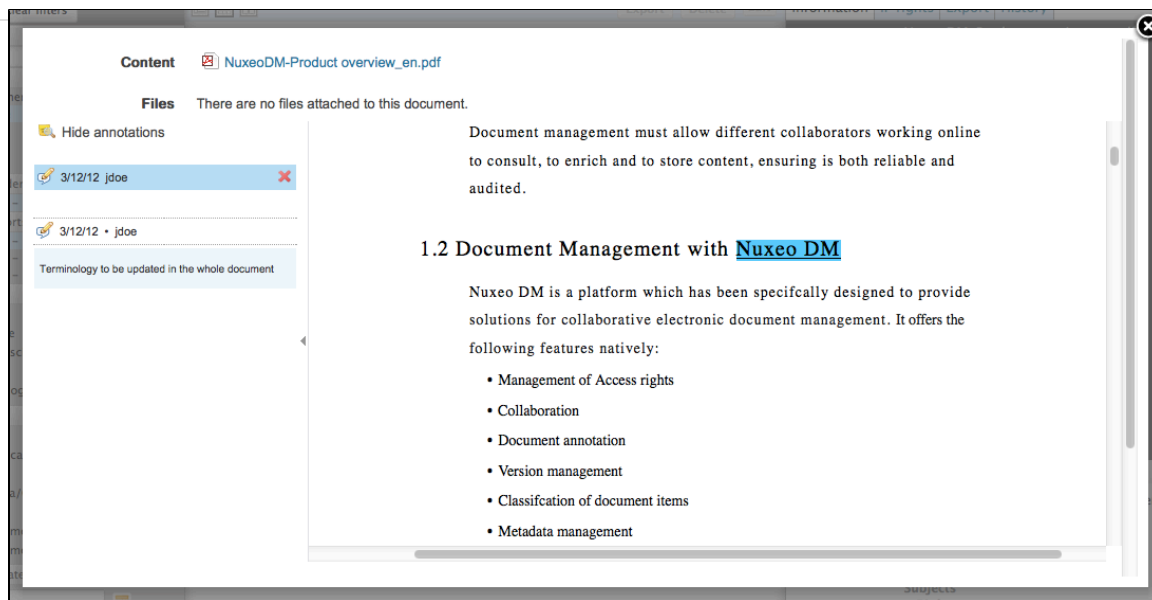 Content NuxeoDM-Product overview_en.pdf
Files There are no files attached to this document.
Hide annotations
3/12/12 jdoe
3/12/12 • jdoe
Terminology to be updated in the whole document
Document management must allow different collaborators working online
to consult, to enrich and to store content, ensuring is both reliable and
audited.
1.2 Document Management with Nuxeo DM
Nuxeo DM is a platform which has been specifcally designed to provide
solutions for collaborative electronic document management. It offers the
following features natively:
• Management of Access rights
• Collaboration
• Document annotation
• Version management
• Classifcation of document items
• Metadata management
Subjects